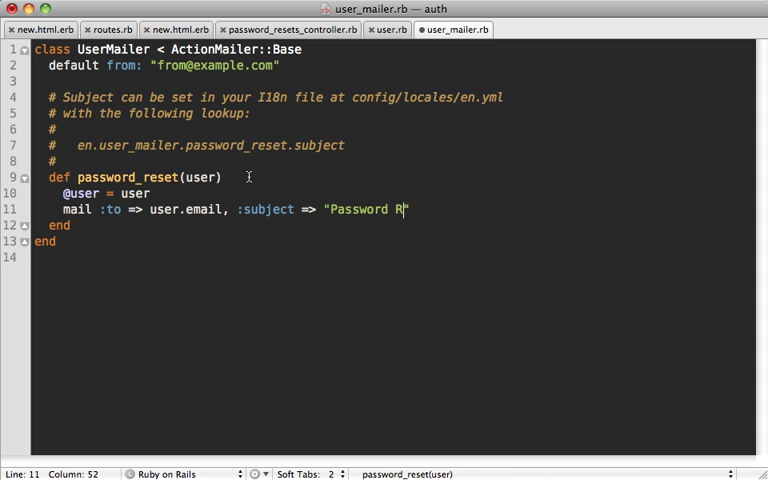 user_mailer.rb — auth
new.html.erb routes.rb new.html.erb password_resets_controller.rb user.rb user_mailer.rb
1 class UserMailer < ActionMailer::Base
2 default from: "from@example.com"
3
4 # Subject can be set in your I18n file at config/locales/en.yml
5 # with the following lookup:
6 #
7 # en.user_mailer.password_reset.subject
8 #
9 def password_reset(user)
10 @user = user
11 mail :to => user.email, :subject => "Password R"
12 end
13 end
14
Line: 11 Column: 52 Ruby on Rails Soft Tabs: 2 password_reset(user)